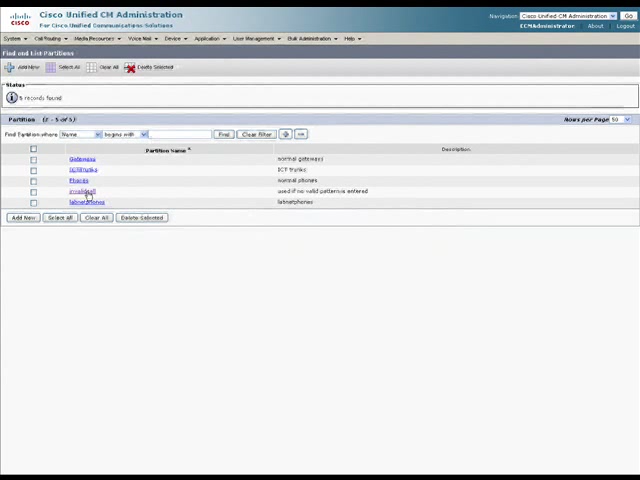 cisco Cisco Unified CM Administration Navigation Cisco Unified CM Administration Go
For Cisco Unified Communications Solutions CCMAdministrator About Logout
System Call Routing Media Resources Voice Mail Device Application User Management Bulk Administration Help
Find and List Partitions
Add New Select All Clear All Delete Selected
Status
5 records found
Partition (1 - 5 of 5) Rows per Page 50
Find Partition where Name begins with Find Clear Filter
Partition Name Description
Gateways normal gateways
ICTTrunks ICT trunks
Phones normal phones
invalidcall used if no valid pattern is entered
labnetphones labnetphones
Add New Select All Clear All Delete Selected